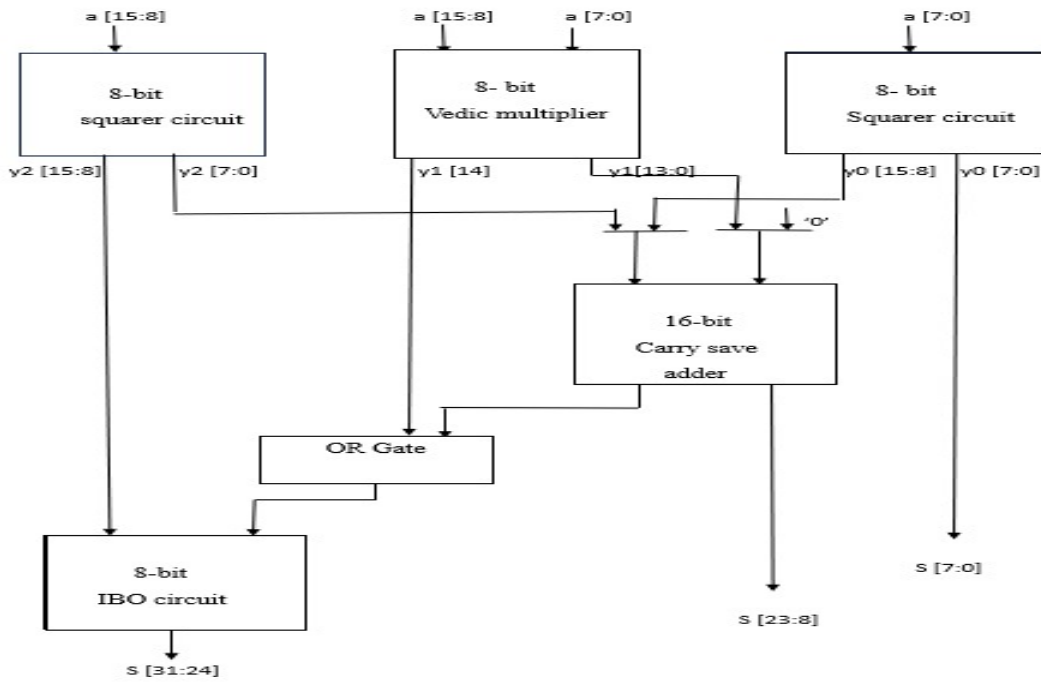 a [15:8]
a [15:8]
a [7:0]
a [7:0]
8-bit
squarer circuit
8- bit
Vedic multiplier
8- bit
Squarer circuit
y2 [15:8]
y2 [7:0]
y1 [14]
y1[13:0]
y0 [15:8]
y0 [7:0]
‘0’
16-bit
Carry save
adder
OR Gate
8-bit
IBO circuit
S [7:0]
S [23:8]
S [31:24]